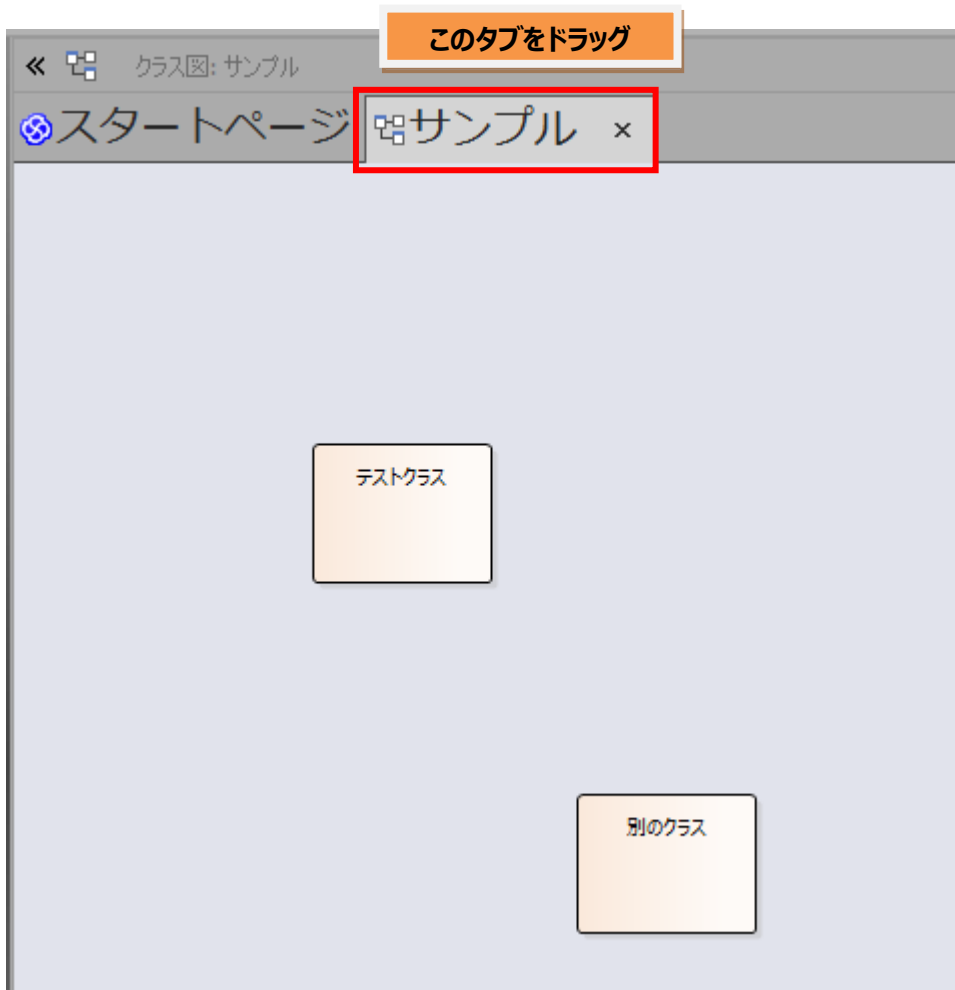 このタブをドラッグ
クラス図: サンプル
スタートページ サンプル ×
テストクラス
別のクラス